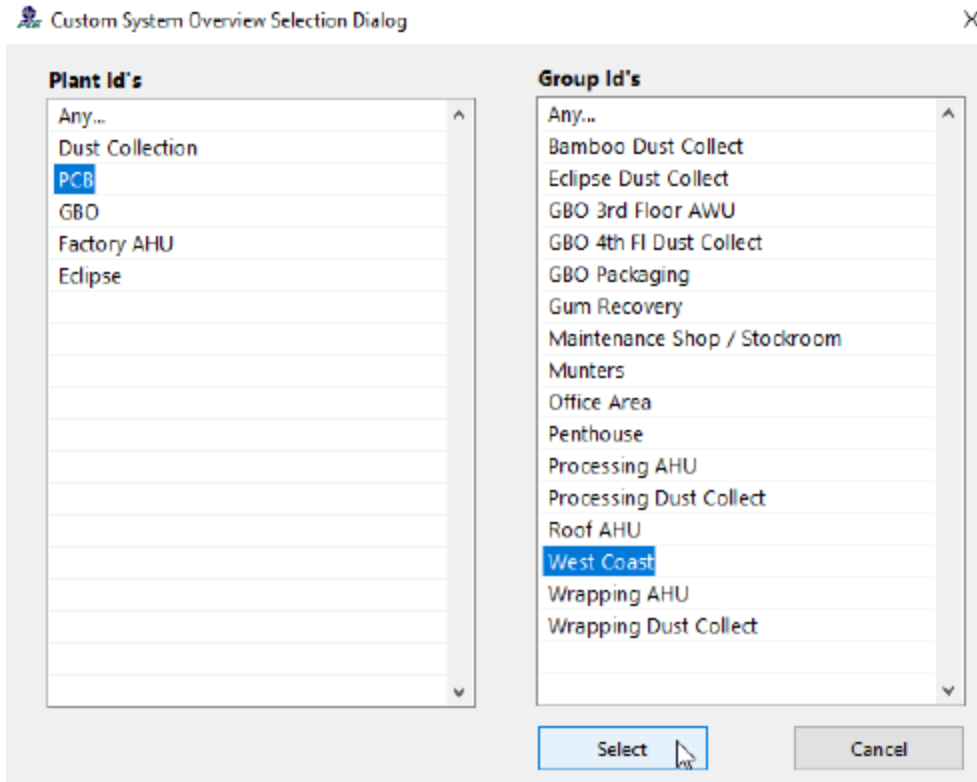 Custom System Overview Selection Dialog
Plant Id's
Any...
Dust Collection
PCB
GBO
Factory AHU
Eclipse
Group Id's
Any...
Bamboo Dust Collect
Eclipse Dust Collect
GBO 3rd Floor AWU
GBO 4th Fl Dust Collect
GBO Packaging
Gum Recovery
Maintenance Shop / Stockroom
Munters
Office Area
Penthouse
Processing AHU
Processing Dust Collect
Roof AHU
West Coast
Wrapping AHU
Wrapping Dust Collect
Select
Cancel